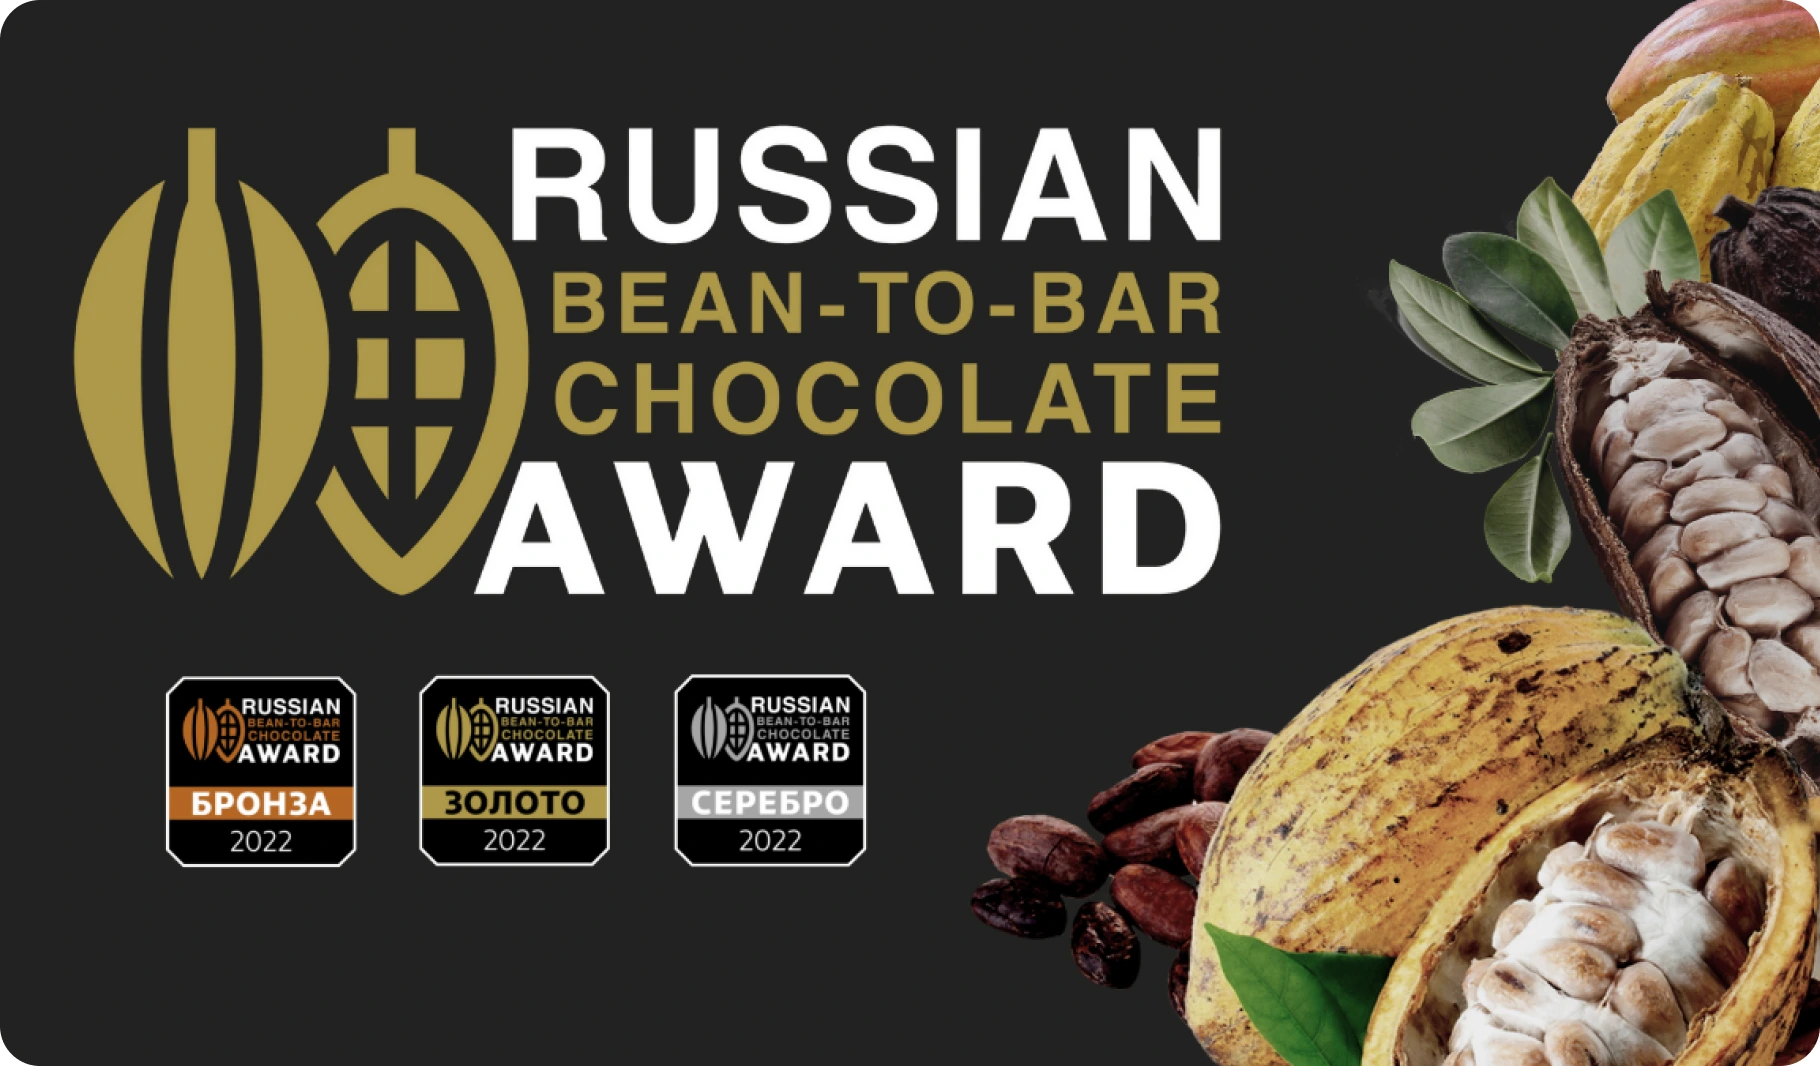 RUSSIAN
BEAN-TO-BAR
CHOCOLATE
AWARD
RUSSIAN
BEAN-TO-BAR
CHOCOLATE
AWARD
БРОНЗА
2022
RUSSIAN
BEAN-TO-BAR
CHOCOLATE
AWARD
ЗОЛОТО
2022
RUSSIAN
BEAN-TO-BAR
CHOCOLATE
AWARD
СЕРЕБРО
2022